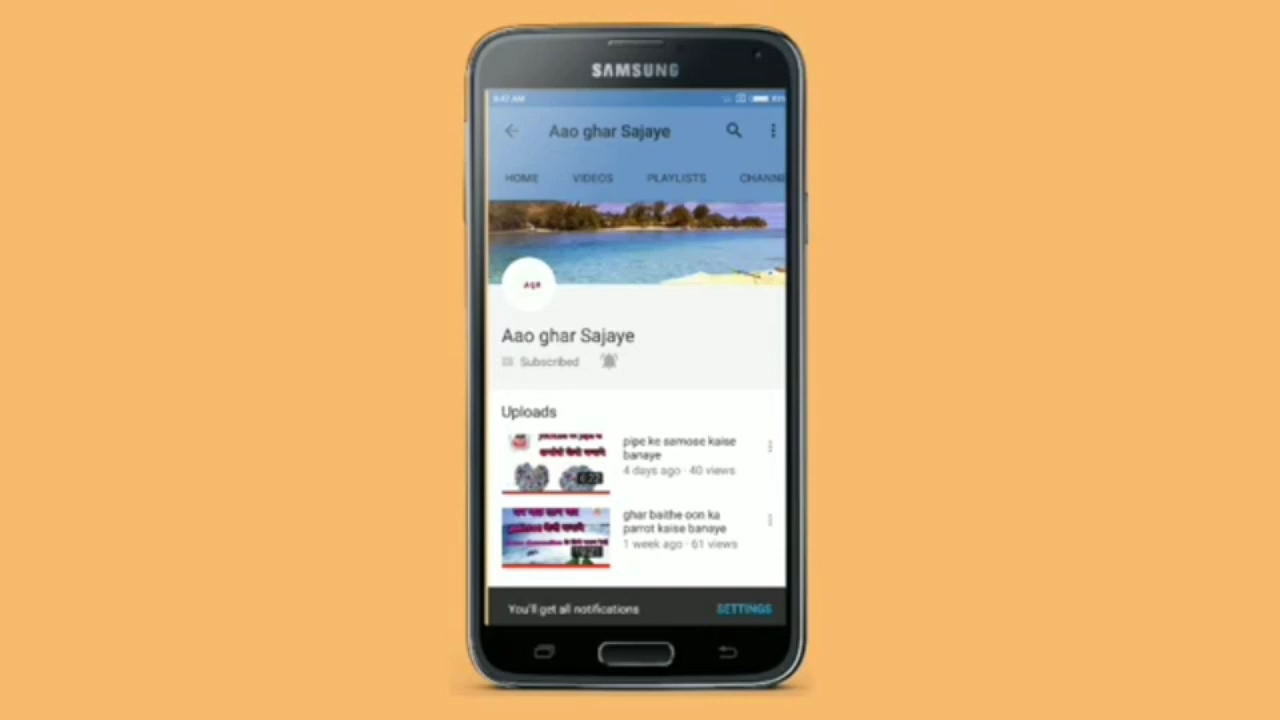 SAMSUNG
Aao ghar Sajaye
HOME VIDEOS PLAYLISTS CHANNE
AGS
Aao ghar Sajaye
Subscribed
Uploads
pipe ke samose kaise
banaye
4 days ago · 40 views
ghar baithe oon ka
parrot kaise banaye
1 week ago · 61 views
You'll get all notifications SETTINGS